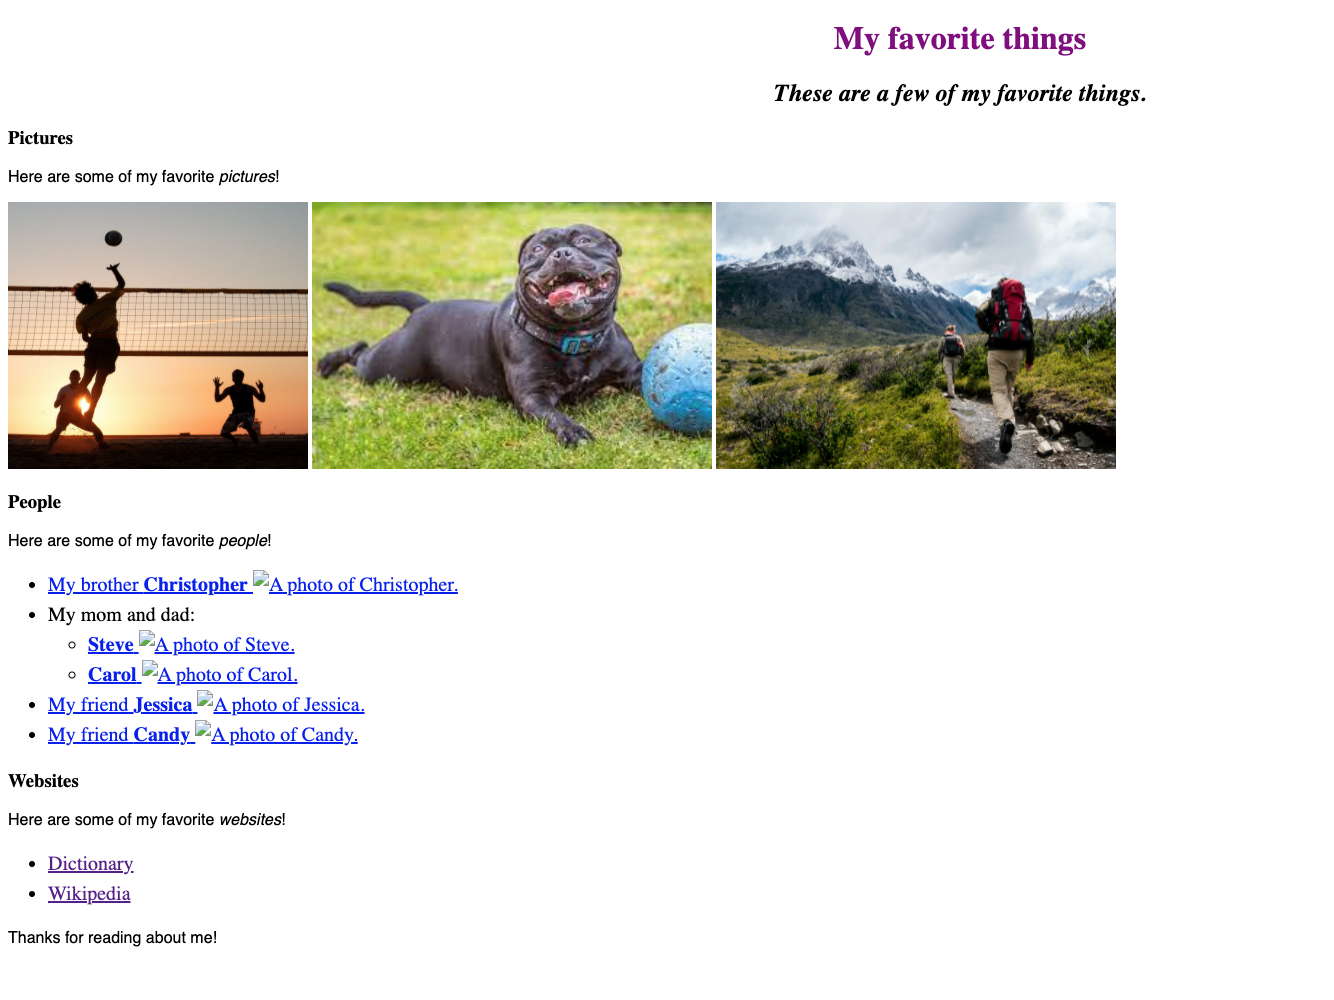 My favorite things
These are a few of my favorite things.
Pictures
Here are some of my favorite pictures!
People
Here are some of my favorite people!
My brother Christopher A photo of Christopher.
My mom and dad:
Steve A photo of Steve.
Carol A photo of Carol.
My friend Jessica A photo of Jessica.
My friend Candy A photo of Candy.
Websites
Here are some of my favorite websites!
Dictionary
Wikipedia
Thanks for reading about me!